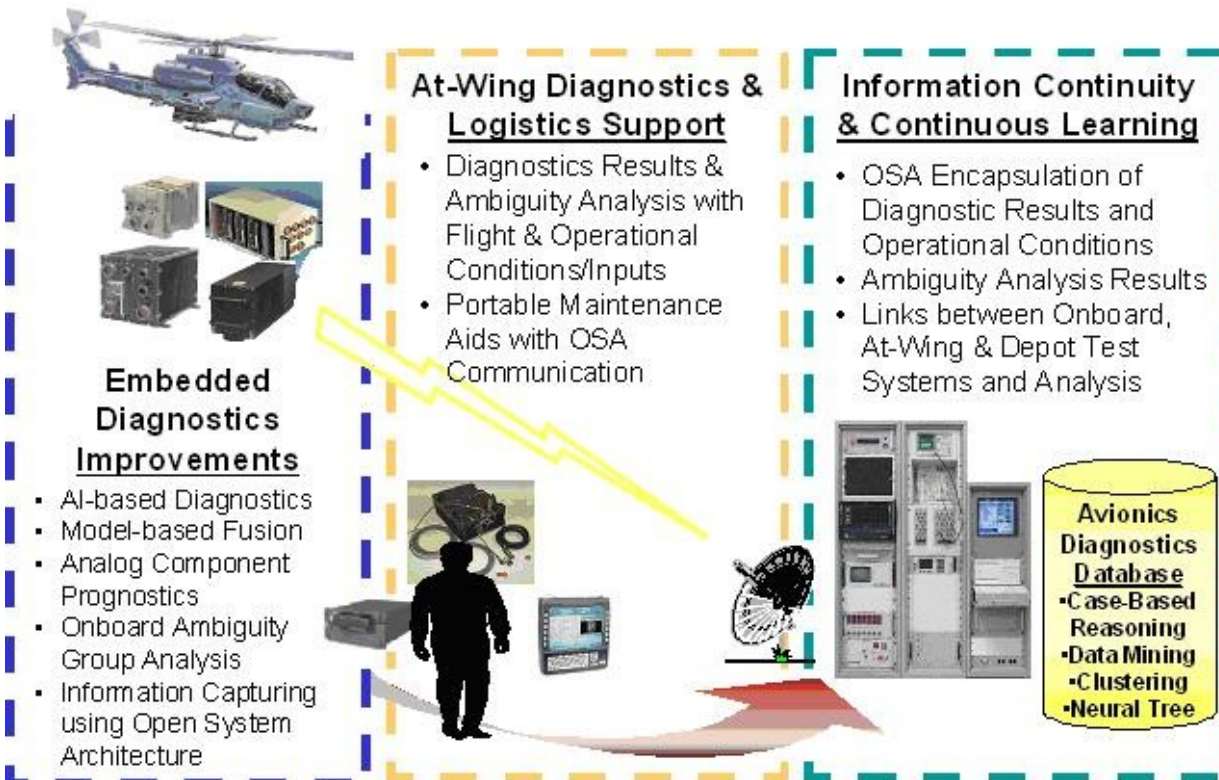 Embedded
Diagnostics
Improvements
▪ AI-based Diagnostics
▪ Model-based Fusion
▪ Analog Component
Prognostics
▪ Onboard Ambiguity
Group Analysis
▪ Information Capturing
using Open System
Architecture
At-Wing Diagnostics &
Logistics Support
• Diagnostics Results &
Ambiguity Analysis with
Flight & Operational
Conditions/Inputs
• Portable Maintenance
Aids with OSA
Communication
Information Continuity
& Continuous Learning
• OSA Encapsulation of
Diagnostic Results and
Operational Conditions
• Ambiguity Analysis Results
• Links between Onboard,
At-Wing & Depot Test
Systems and Analysis
Avionics
Diagnostics
Database
▪Case-Based
Reasoning
▪Data Mining
▪Clustering
▪Neural Tree